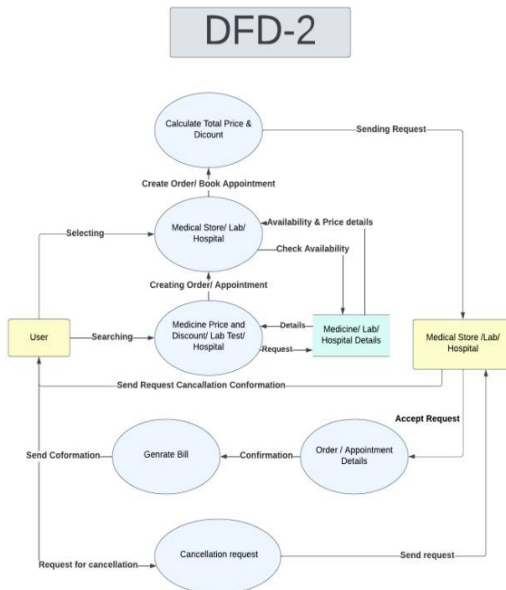 DFD-2
Calculate Total Price &
Dicount
Sending Request
Create Order/ Book Appointment
Medical Store/ Lab/
Hospital
Availability & Price details
Selecting
Check Availability
Creating Order/ Appointment
User
Searching
Medicine Price and
Discount/ Lab Test/
Hospital
Details
Request
Medicine/ Lab/
Hospital Details
Medical Store /Lab/
Hospital
Send Request Cancallation Conformation
Accept Request
Send Coformation
Genrate Bill
Confirmation
Order / Appointment
Details
Cancellation request
Send request
Request for cancellation